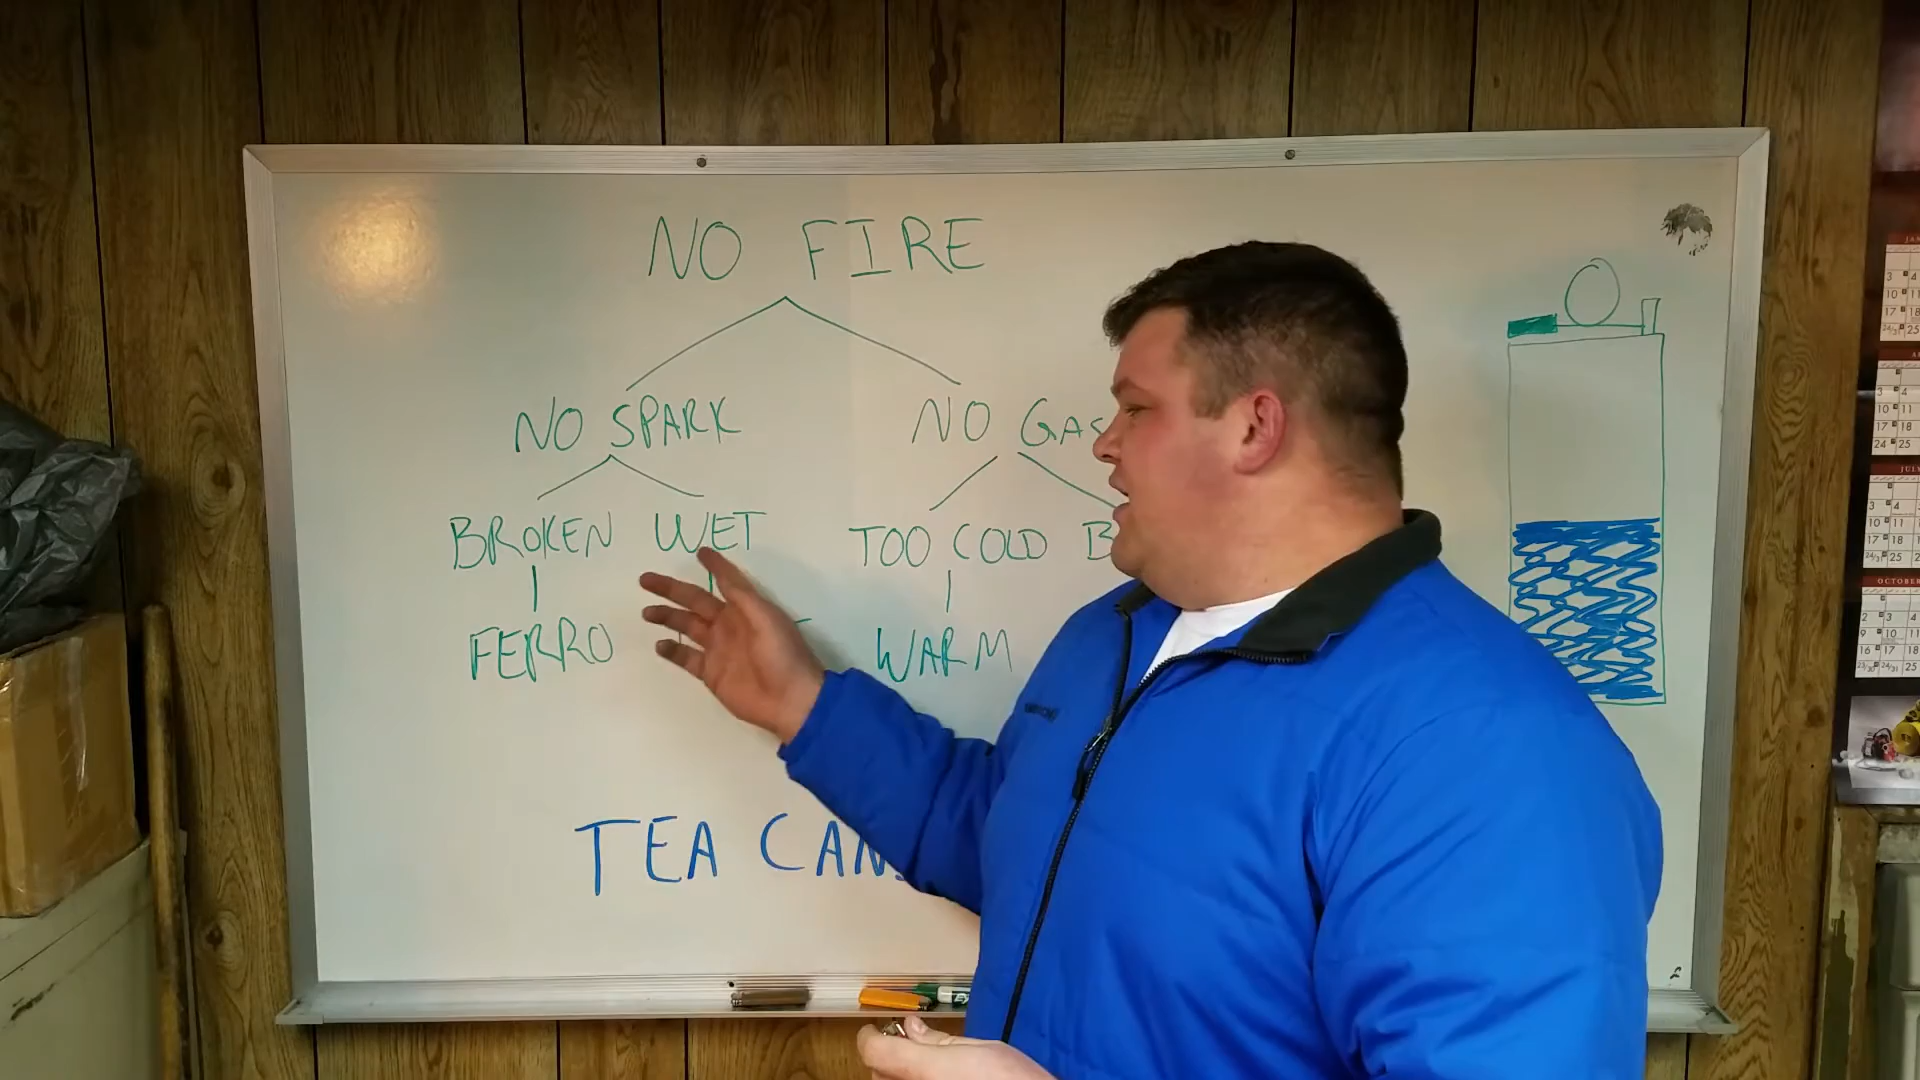 NO FIRE
NO SPARK NO GAS
BROKEN WET TOO COLD B
FERRO WARM
TEA CAN